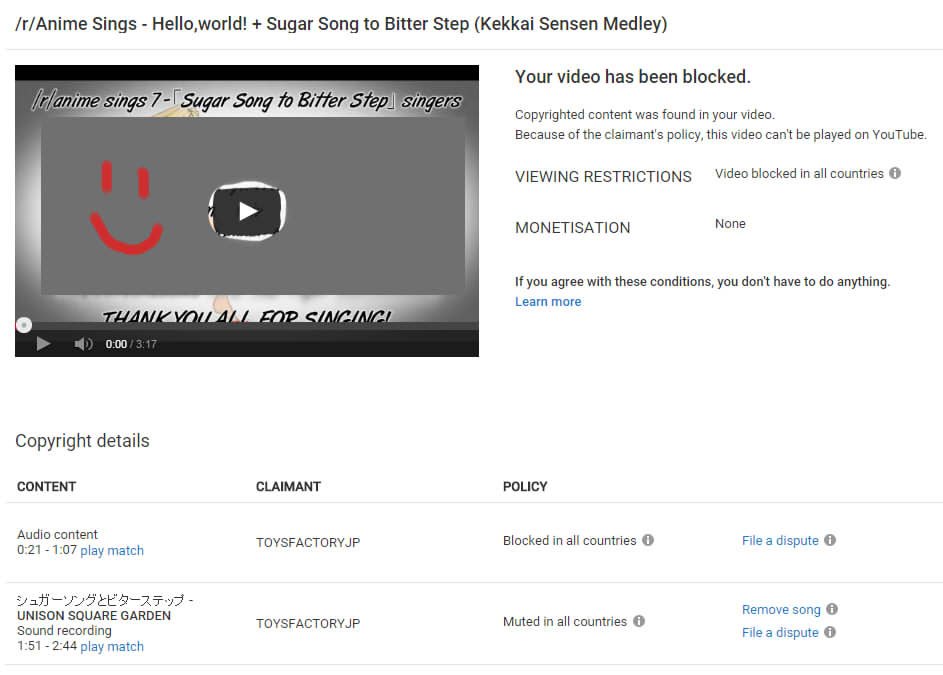 /r/Anime Sings - Hello,world! + Sugar Song to Bitter Step (Kekkai Sensen Medley)
/r/anime sings 7 -「Sugar Song to Bitter Step」 singers
THANK YOU ALL FOR SINGING!
0:00 / 3:17
Your video has been blocked.
Copyrighted content was found in your video.
Because of the claimant's policy, this video can't be played on YouTube.
VIEWING RESTRICTIONS
Video blocked in all countries
MONETISATION
None
If you agree with these conditions, you don't have to do anything.
Learn more
Copyright details
CONTENT CLAIMANT POLICY
Audio content
0:21 - 1:07 play match
TOYSFACTORYJP
Blocked in all countries
File a dispute
シュガーソングとビターステップ -
UNISON SQUARE GARDEN
Sound recording
1:51 - 2:44 play match
TOYSFACTORYJP
Muted in all countries
Remove song
File a dispute